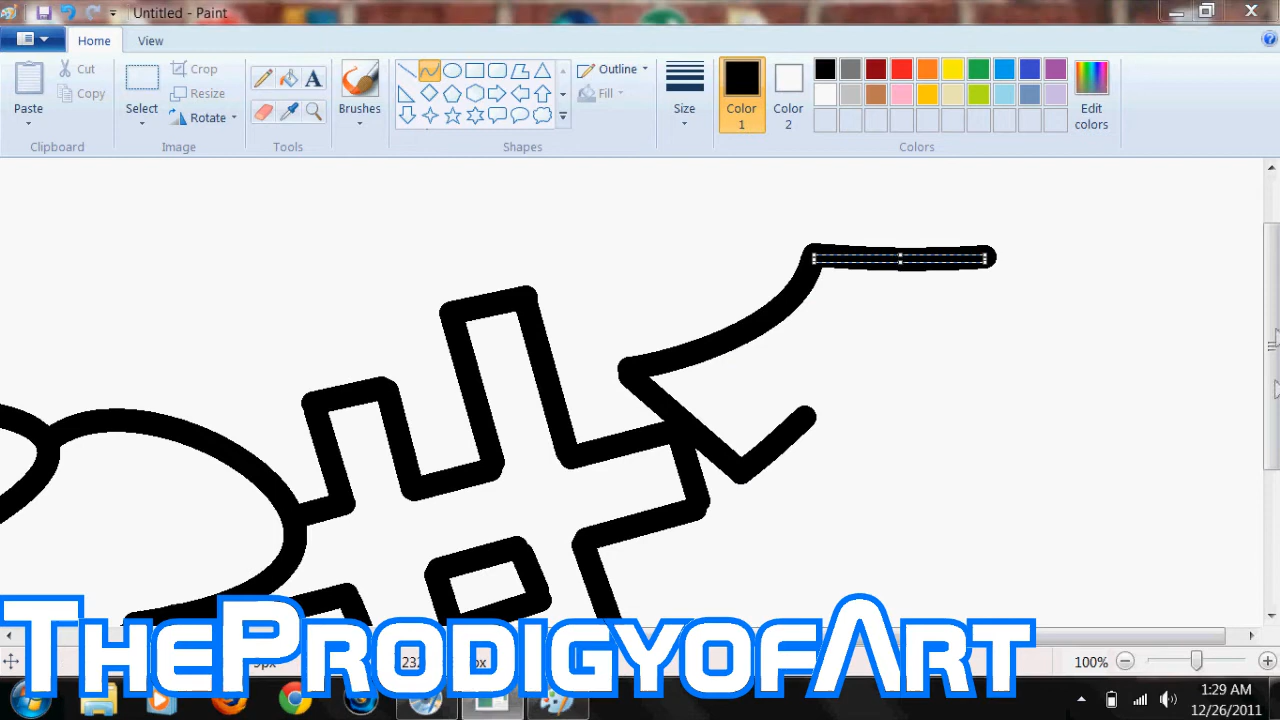 Untitled - Paint
Home View
Paste
Cut
Copy
Clipboard
Select
Crop
Resize
Rotate
Image
Tools
Brushes
Shapes
Outline
Fill
Size
Color 1
Color 2
Edit colors
Colors
TheProdigyofArt
100%
1:29 AM
12/26/2011